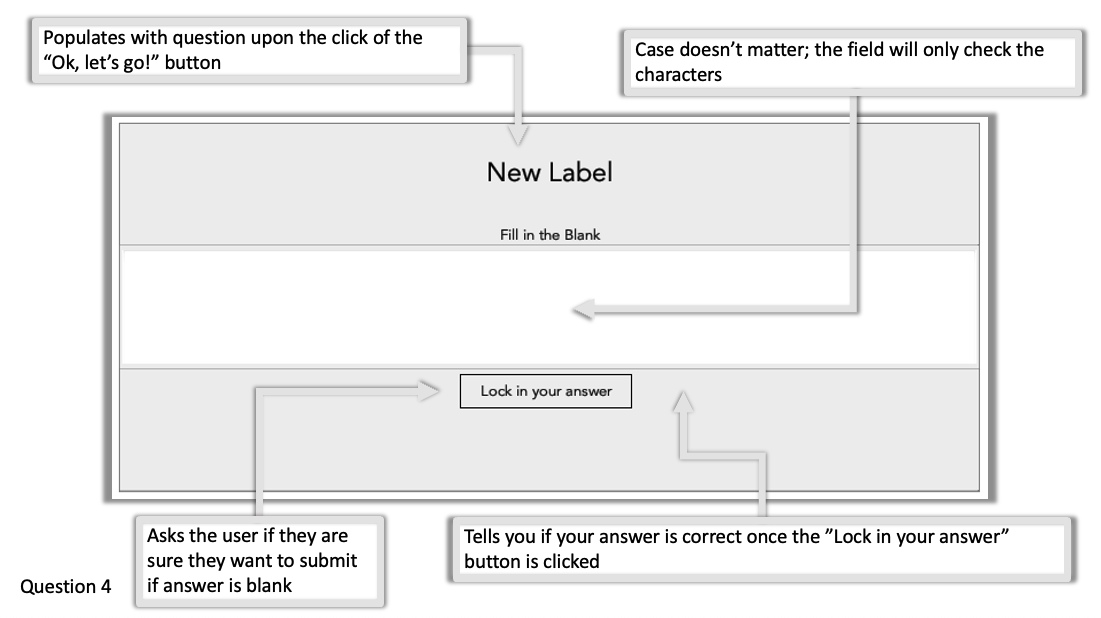 Populates with question upon the click of the
“Ok, let’s go!” button
Case doesn’t matter; the field will only check the
characters
New Label
Fill in the Blank
Lock in your answer
Asks the user if they are
sure they want to submit
if answer is blank
Tells you if your answer is correct once the ”Lock in your answer”
button is clicked
Question 4